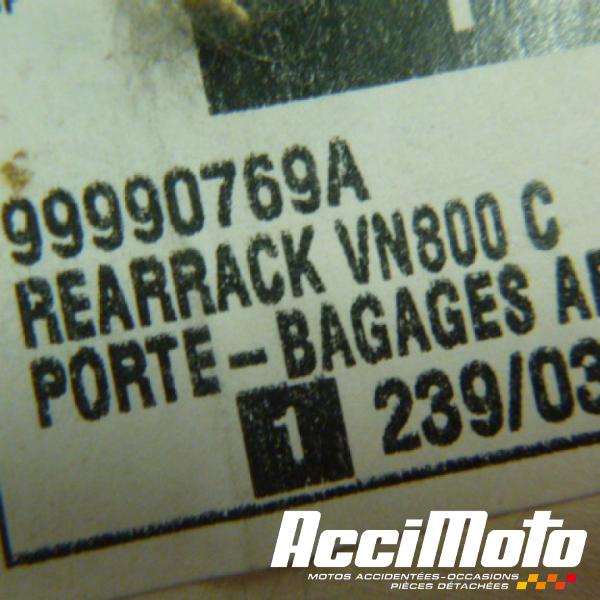 99990769A
REARRACK VN800 C
PORTE-BAGAGES
1 239/03
AcciMoto
MOTOS ACCIDENTÉES-OCCASIONS
PIÈCES DÉTACHÉES